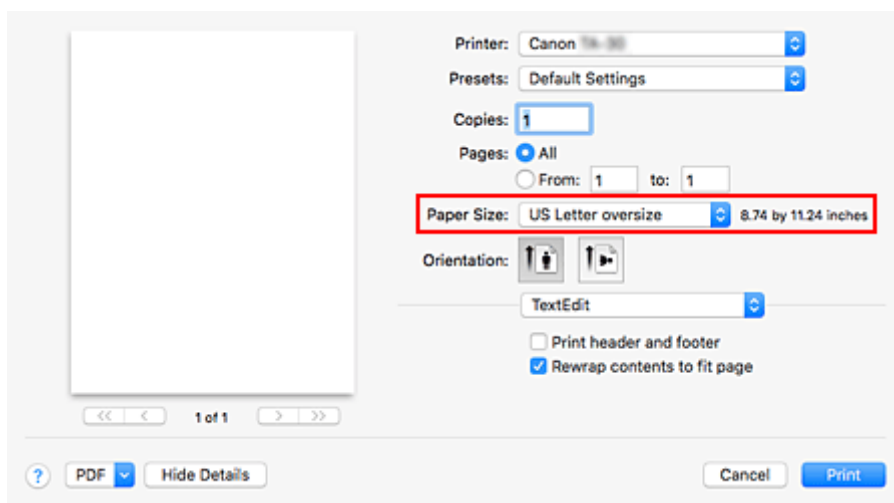 Printer: Canon
Presets: Default Settings
Copies: 1
Pages: All
From: 1 to: 1
Paper Size: US Letter oversize 8.74 by 11.24 inches
Orientation:
TextEdit
Print header and footer
Rewrap contents to fit page
1 of 1
? PDF Hide Details Cancel Print